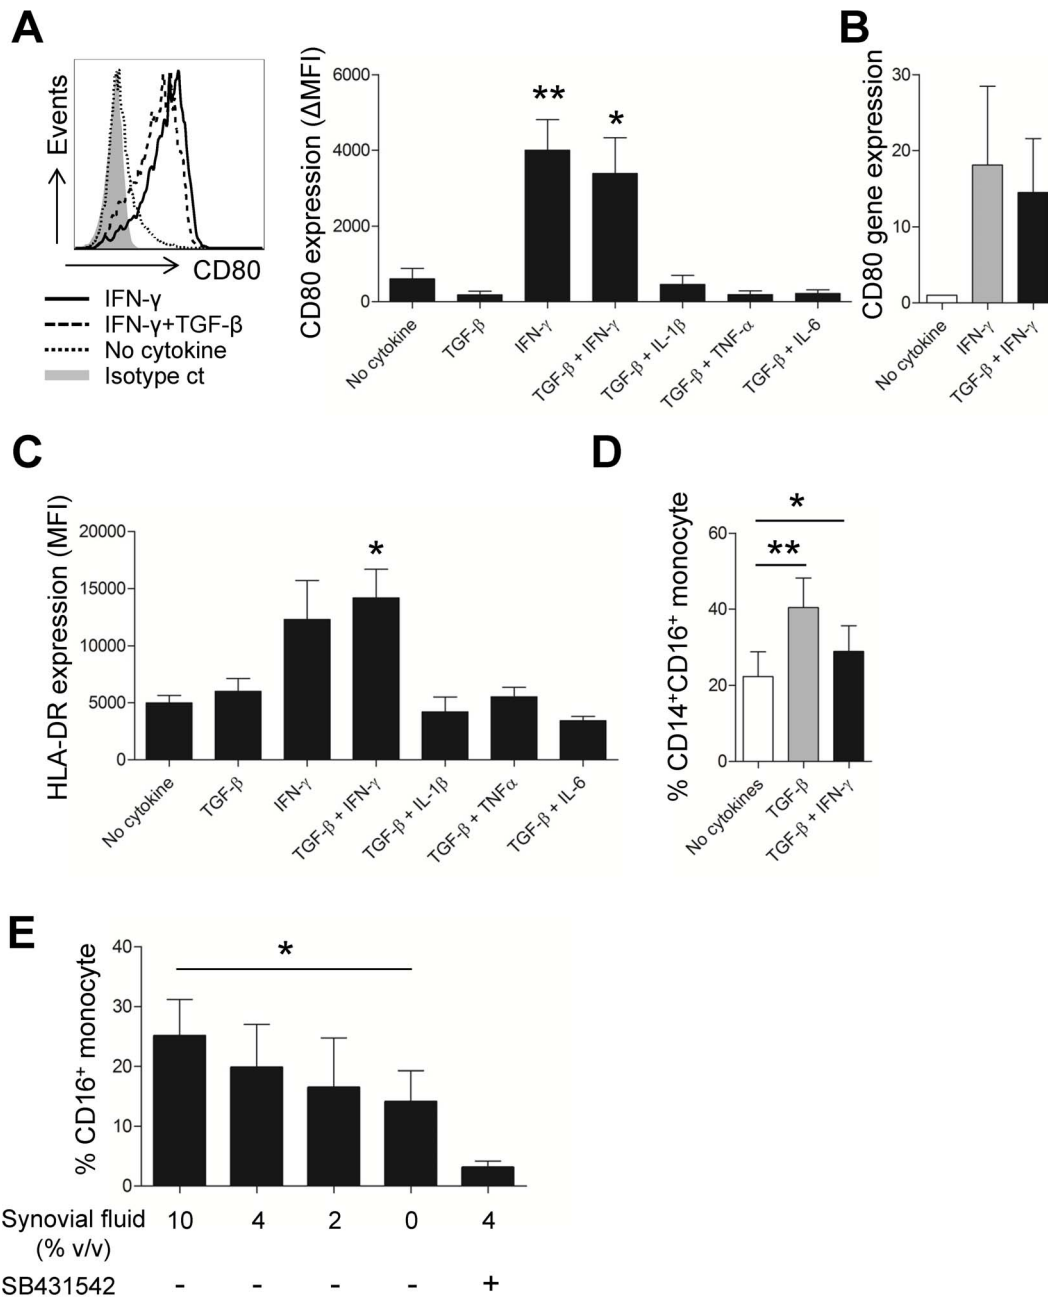 A
Events
CD80
IFN-γ
IFN-γ+TGF-β
No cytokine
Isotype ct
CD80 expression (ΔMFI)
6000
4000
2000
0
**
*
No cytokine
TGF-β
IFN-γ
TGF-β + IFN-γ
TGF-β + IL-1β
TGF-β + TNF-α
TGF-β + IL-6
B
CD80 gene expression
30
20
10
0
No cytokine
IFN-γ
TGF-β + IFN-γ
C
HLA-DR expression (MFI)
20000
15000
10000
5000
0
*
No cytokine
TGF-β
IFN-γ
TGF-β + IFN-γ
TGF-β + IL-1β
TGF-β + TNFα
TGF-β + IL-6
D
% CD14⁺CD16⁺ monocyte
60
40
20
0
*
**
No cytokines
TGF-β
TGF-β + IFN-γ
E
% CD16⁺ monocyte
40
30
20
10
0
*
Synovial fluid 10 4 2 0 4
(% v/v)
SB431542 - - - - +